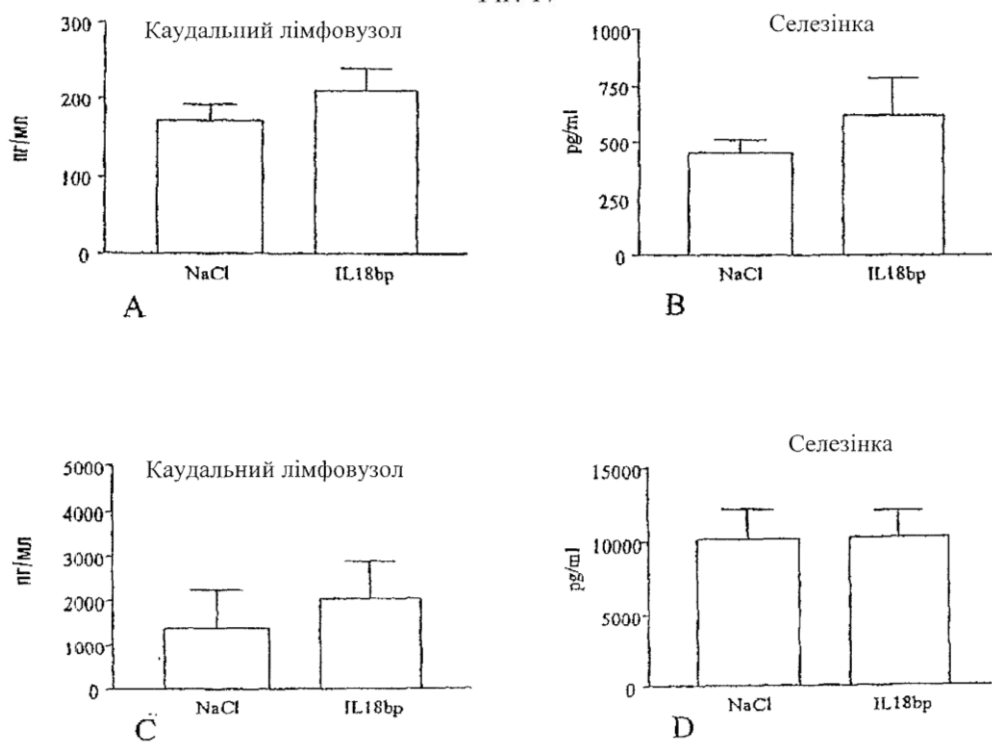 Каудальний лімфовузол
300
200
100
0
пг/мл
NaCl IL18bp
A
Селезінка
1000
750
500
250
0
pg/ml
NaCl IL18bp
B
Каудальний лімфовузол
5000
4000
3000
2000
1000
0
пг/мл
NaCl IL18bp
C
Селезінка
15000
10000
5000
0
pg/ml
NaCl IL18bp
D